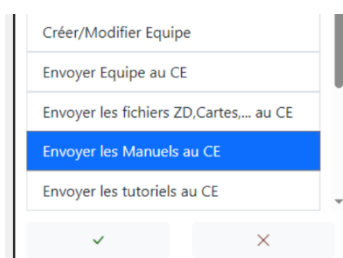 Créer/Modifier Equipe
Envoyer Equipe au CE
Envoyer les fichiers ZD,Cartes,... au CE
Envoyer les Manuels au CE
Envoyer les tutoriels au CE